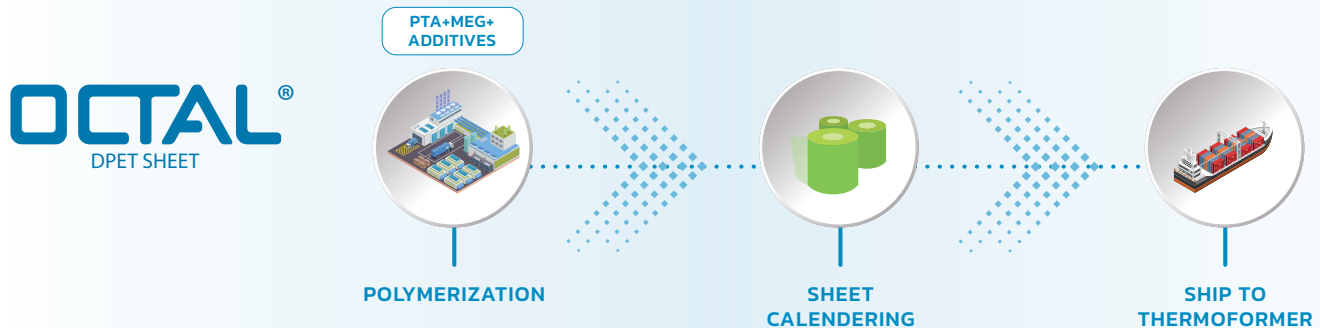 PTA+MEG+
ADDITIVES
OCTAL®
DPET SHEET
POLYMERIZATION
SHEET
CALENDERING
SHIP TO
THERMOFORMER